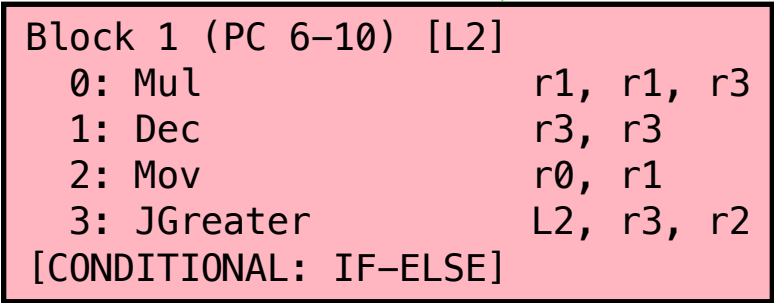 Block 1 (PC 6–10) [L2]
0: Mul r1, r1, r3
1: Dec r3, r3
2: Mov r0, r1
3: JGreater L2, r3, r2
[CONDITIONAL: IF–ELSE]